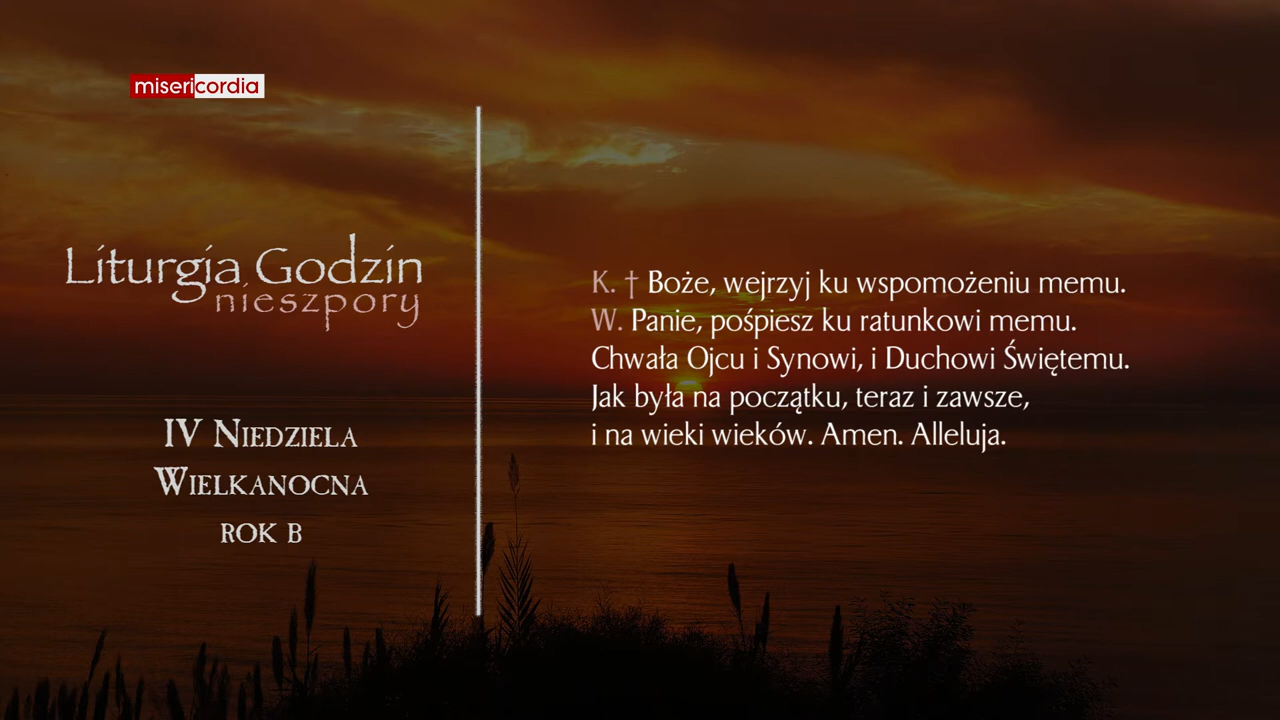 misericordia
Liturgia Godzin
nieszpory
IV Niedziela
Wielkanocna
rok B
K. † Boże, wejrzyj ku wspomożeniu memu.
W. Panie, pośpiesz ku ratunkowi memu.
Chwała Ojcu i Synowi, i Duchowi Świętemu.
Jak była na początku, teraz i zawsze,
i na wieki wieków. Amen. Alleluja.